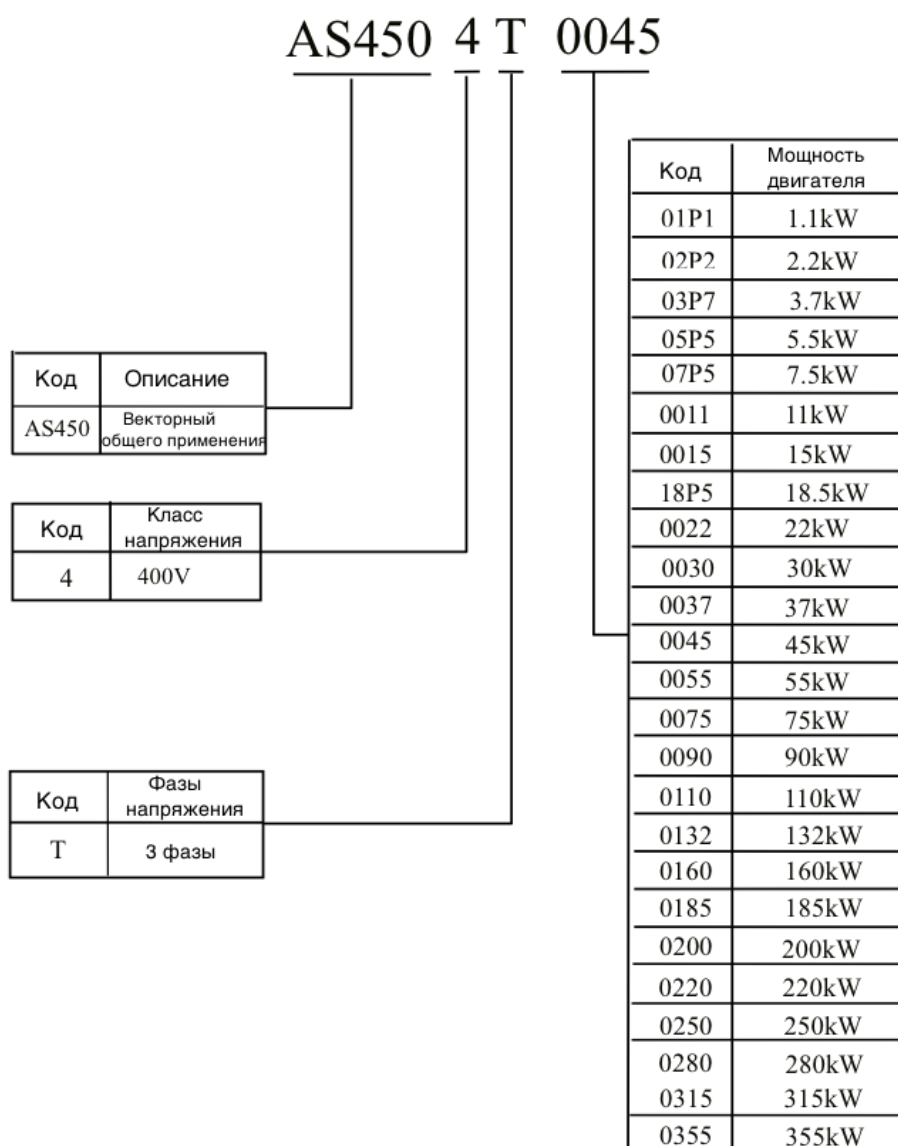 AS450 4 T 0045
Код Мощность
двигателя
01P1 1.1kW
02P2 2.2kW
03P7 3.7kW
05P5 5.5kW
07P5 7.5kW
0011 11kW
0015 15kW
18P5 18.5kW
0022 22kW
0030 30kW
0037 37kW
0045 45kW
0055 55kW
0075 75kW
0090 90kW
0110 110kW
0132 132kW
0160 160kW
0185 185kW
0200 200kW
0220 220kW
0250 250kW
0280 280kW
0315 315kW
0355 355kW
Код Описание
AS450 Векторный
общего применения
Код Класс
напряжения
4 400V
Код Фазы
напряжения
T 3 фазы